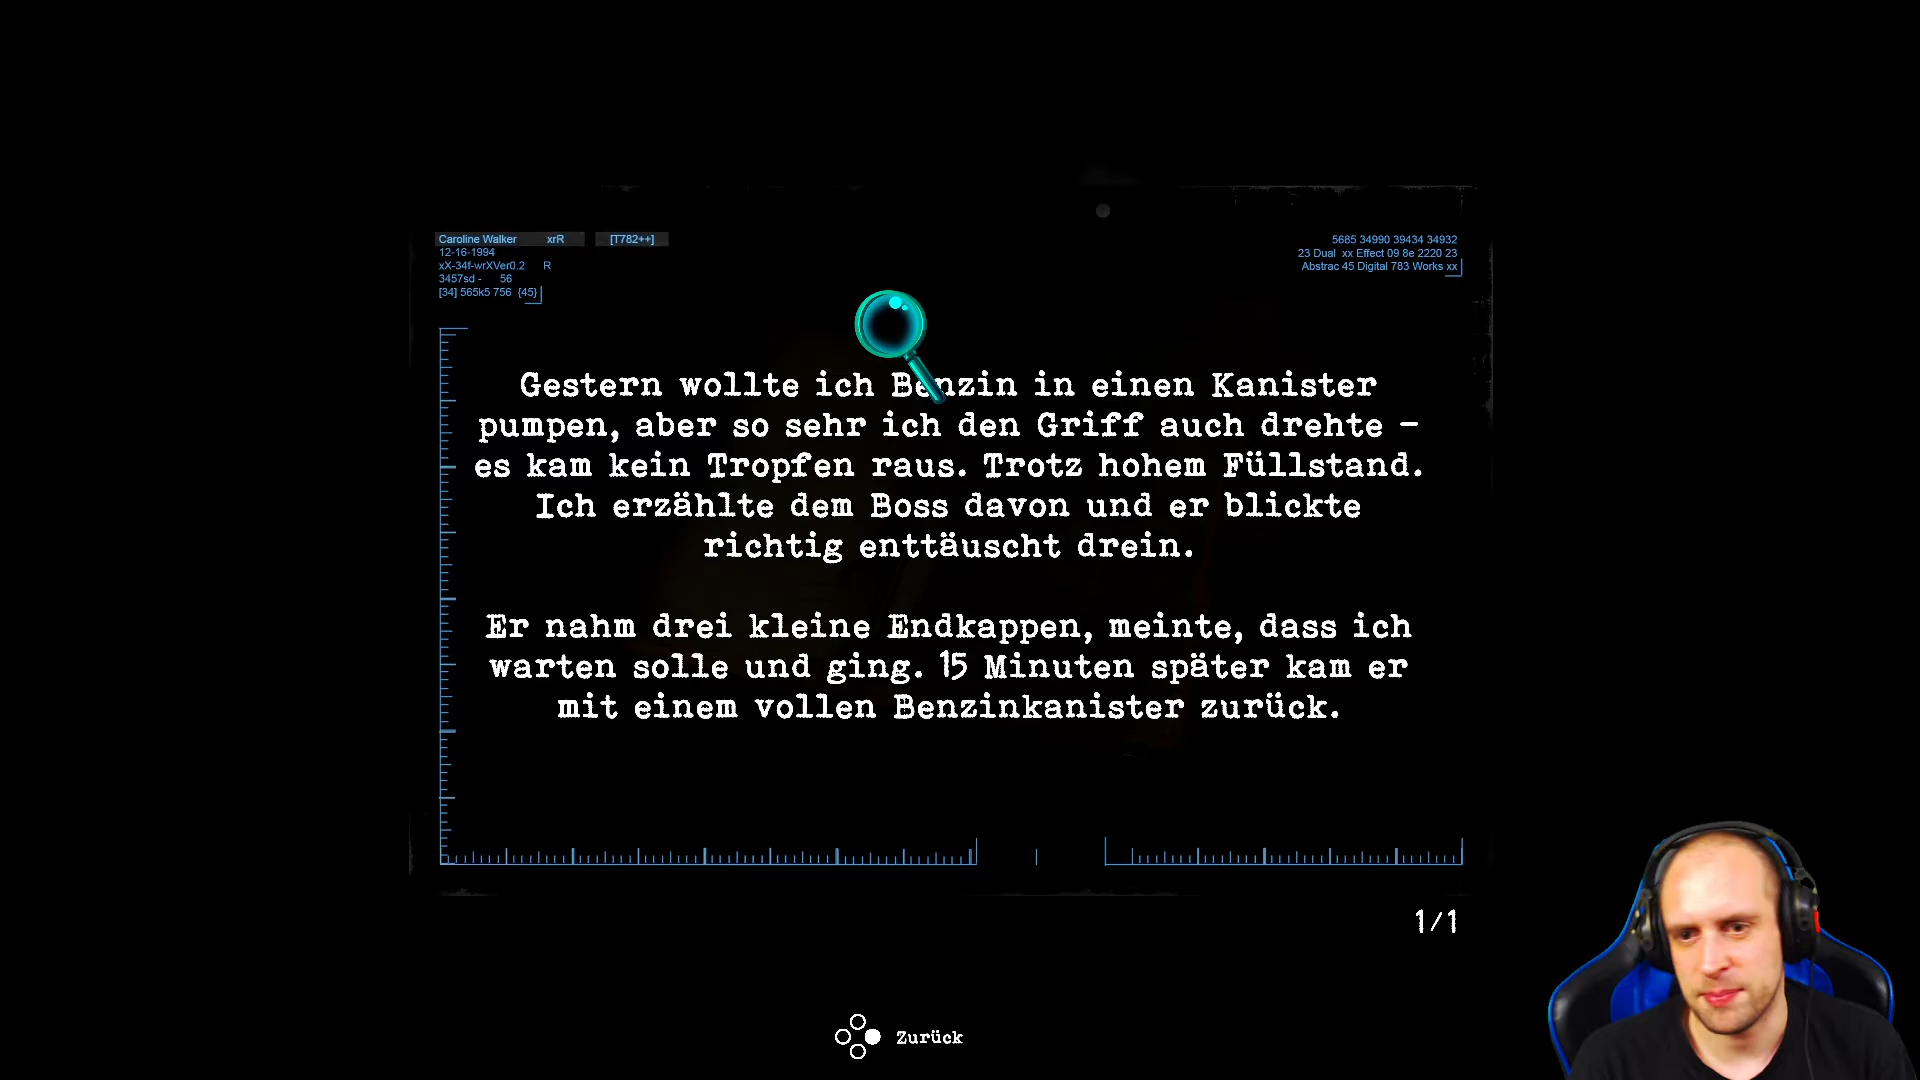 Caroline Walker xrR [T782++]
12-16-1994
xX-34f-wrXVer0.2 R
3457sd - 56
[34] 565k5 756 {45}
5685 34990 39434 34932
23 Dual xx Effect 09 8e 2220 23
Abstrac 45 Digital 783 Works xx
Gestern wollte ich Benzin in einen Kanister
pumpen, aber so sehr ich den Griff auch drehte –
es kam kein Tropfen raus. Trotz hohem Füllstand.
Ich erzählte dem Boss davon und er blickte
richtig enttäuscht drein.
Er nahm drei kleine Endkappen, meinte, dass ich
warten solle und ging. 15 Minuten später kam er
mit einem vollen Benzinkanister zurück.
1/1
Zurück